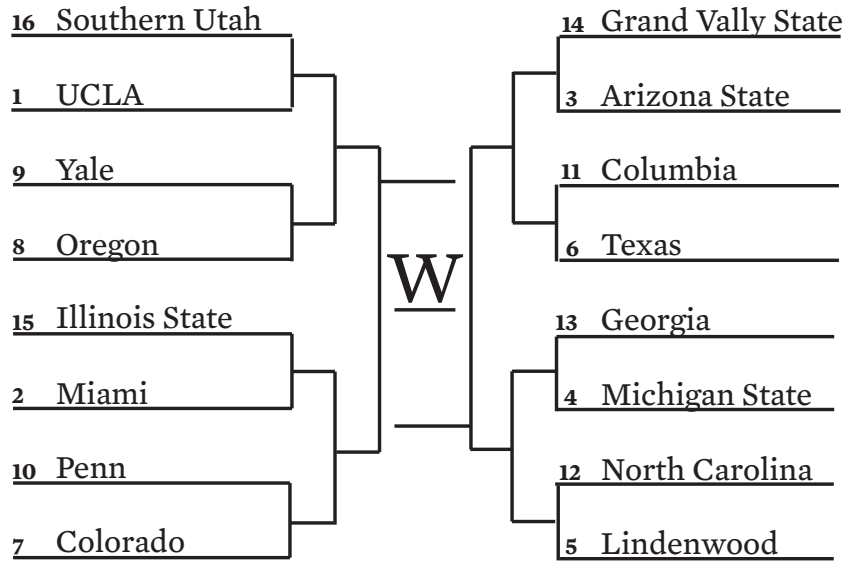 16 Southern Utah
1 UCLA
9 Yale
8 Oregon
15 Illinois State
2 Miami
10 Penn
7 Colorado
W
14 Grand Vally State
3 Arizona State
11 Columbia
6 Texas
13 Georgia
4 Michigan State
12 North Carolina
5 Lindenwood